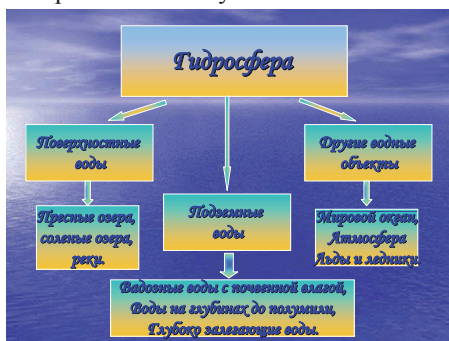 Гидросфера
Поверхностные
воды
Другие водные
объекты
Подземные
воды
Пресные озера,
соленые озера,
реки.
Мировой океан,
Атмосфера
Льды и ледники.
Вадозные воды с почвенной влагой,
Воды на глубинах до полумили,
Глубоко залегающие воды.